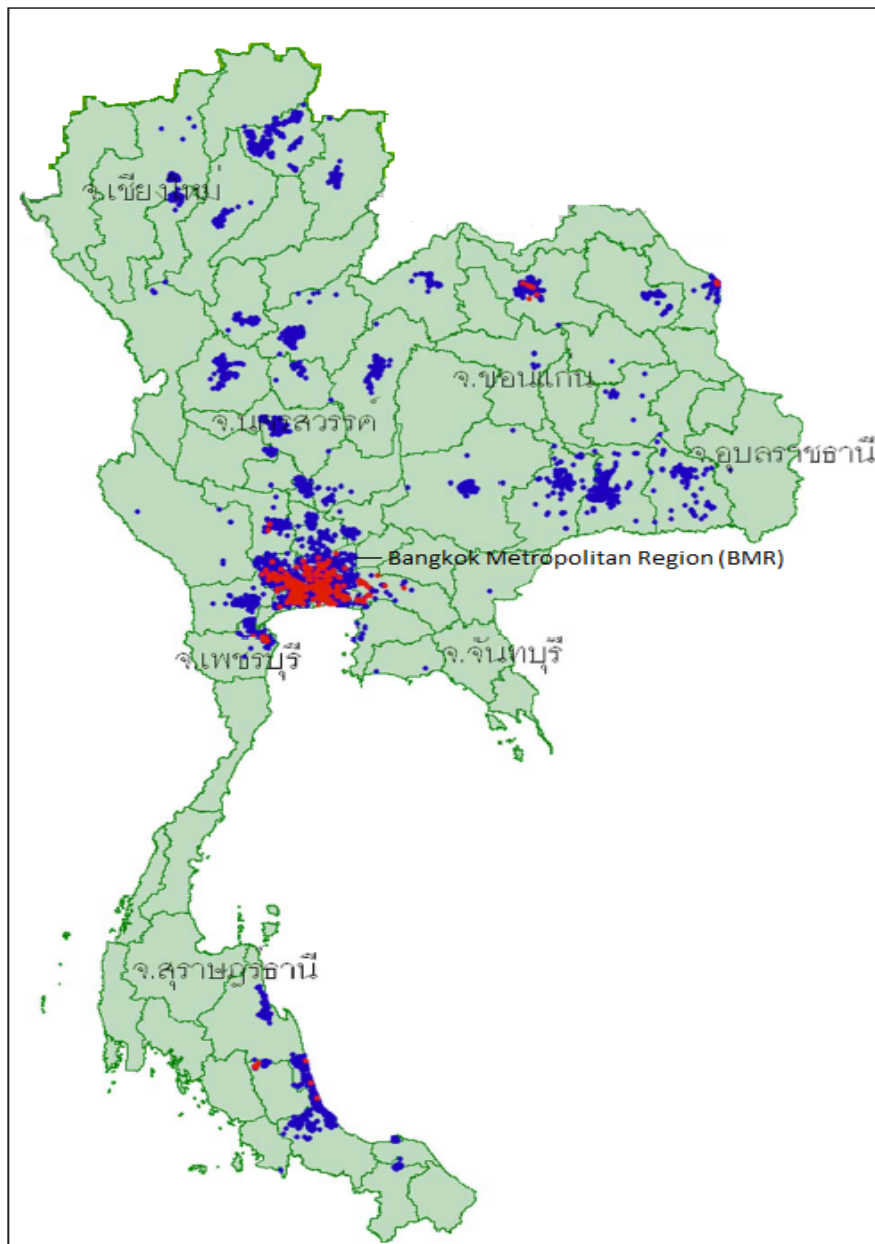 จ.เชียงใหม่
จ.ขอนแก่น
จ.นครสวรรค์
จ.อุบลราชธานี
Bangkok Metropolitan Region (BMR)
จ.เพชรบุรี
จ.จันทบุรี
จ.สุราษฎร์ธานี